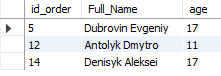 id_order Full_Name age
5 Dubrovin Evgeniy 17
12 Antolyk Dmytro 11
14 Denisyk Aleksei 17